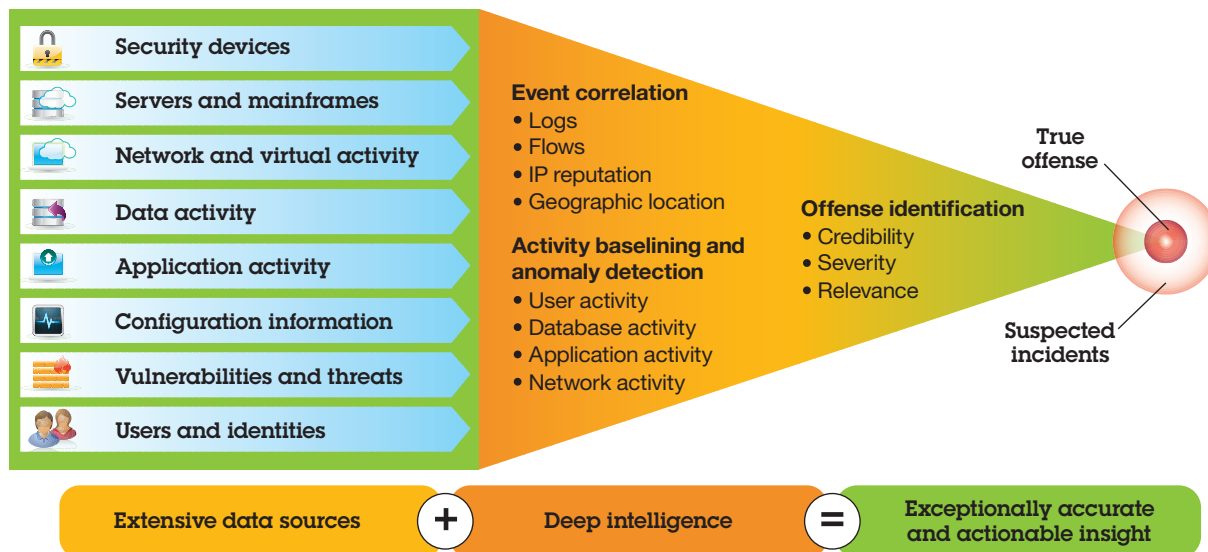 Security devices
Servers and mainframes
Network and virtual activity
Data activity
Application activity
Configuration information
Vulnerabilities and threats
Users and identities
Event correlation
• Logs
• Flows
• IP reputation
• Geographic location
Activity baselining and
anomaly detection
• User activity
• Database activity
• Application activity
• Network activity
Offense identification
• Credibility
• Severity
• Relevance
True
offense
Suspected
incidents
Extensive data sources
+
Deep intelligence
=
Exceptionally accurate
and actionable insight